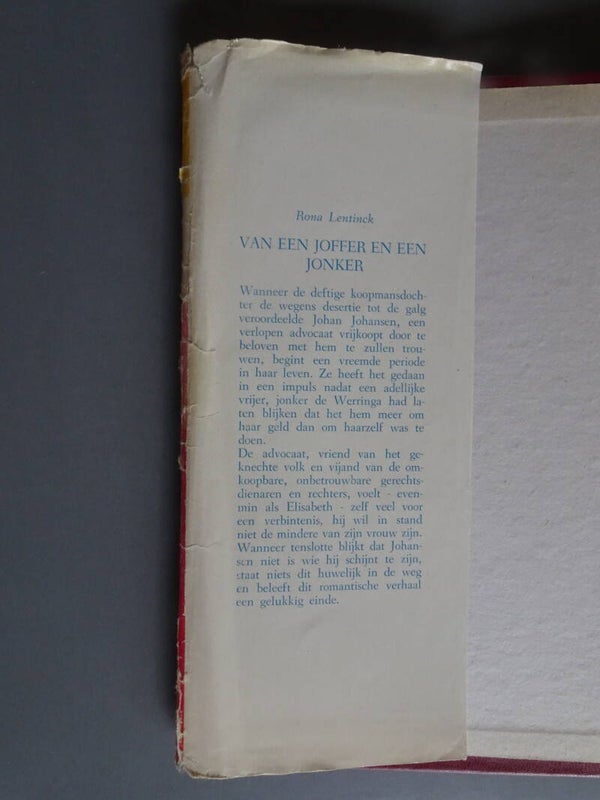 Rona Lentinck
VAN EEN JOFFER EN EEN
JONKER
Wanneer de deftige koopmansdoch-
ter de wegens desertie tot de galg
veroordeelde Johan Johansen, een
verlopen advocaat vrijkoopt door te
beloven met hem te zullen trou-
wen, begint een vreemde periode
in haar leven. Ze heeft het gedaan
in een impuls nadat een adellijke
vrijer, jonker de Werringa had la-
ten blijken dat het hem meer om
haar geld dan om haarzelf was te
doen.
De advocaat, vriend van het ge-
knechte volk en vijand van de om-
koopbare, onbetrouwbare gerechts-
dienaren en rechters, voelt - even-
min als Elisabeth - zelf veel voor
een verbintenis, hij wil in stand
niet de mindere van zijn vrouw zijn.
Wanneer tenslotte blijkt dat Johan-
sen niet is wie hij schijnt te zijn,
staat niets dit huwelijk in de weg
en beleeft dit romantische verhaal
een gelukkig einde.